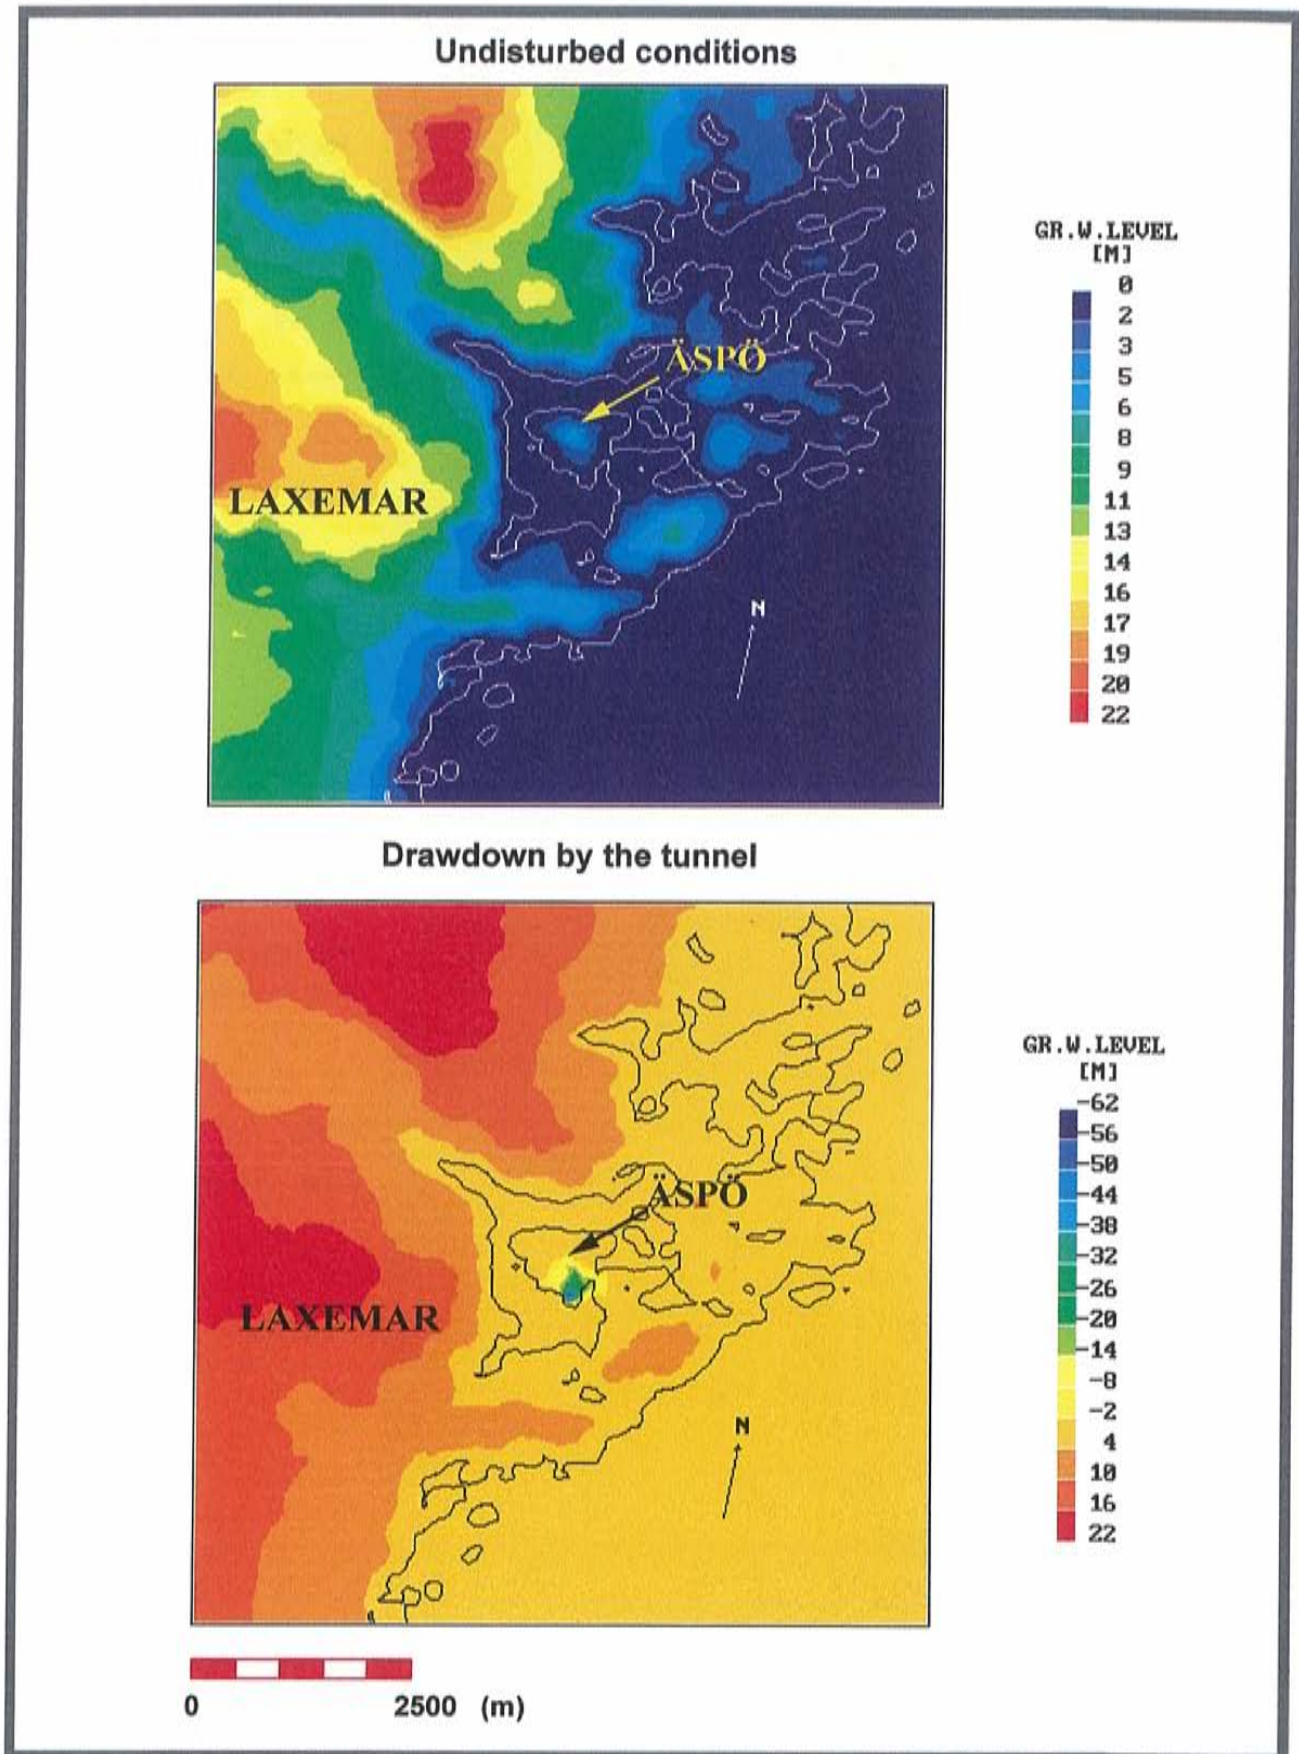 Undisturbed conditions
ÄSPÖ
LAXEMAR
N
GR.W.LEVEL
[M]
0
2
3
5
6
8
9
11
13
14
16
17
19
20
22
Drawdown by the tunnel
ÄSPÖ
LAXEMAR
N
GR.W.LEVEL
[M]
-62
-56
-50
-44
-38
-32
-26
-20
-14
-8
-2
4
10
16
22
0 2500 (m)